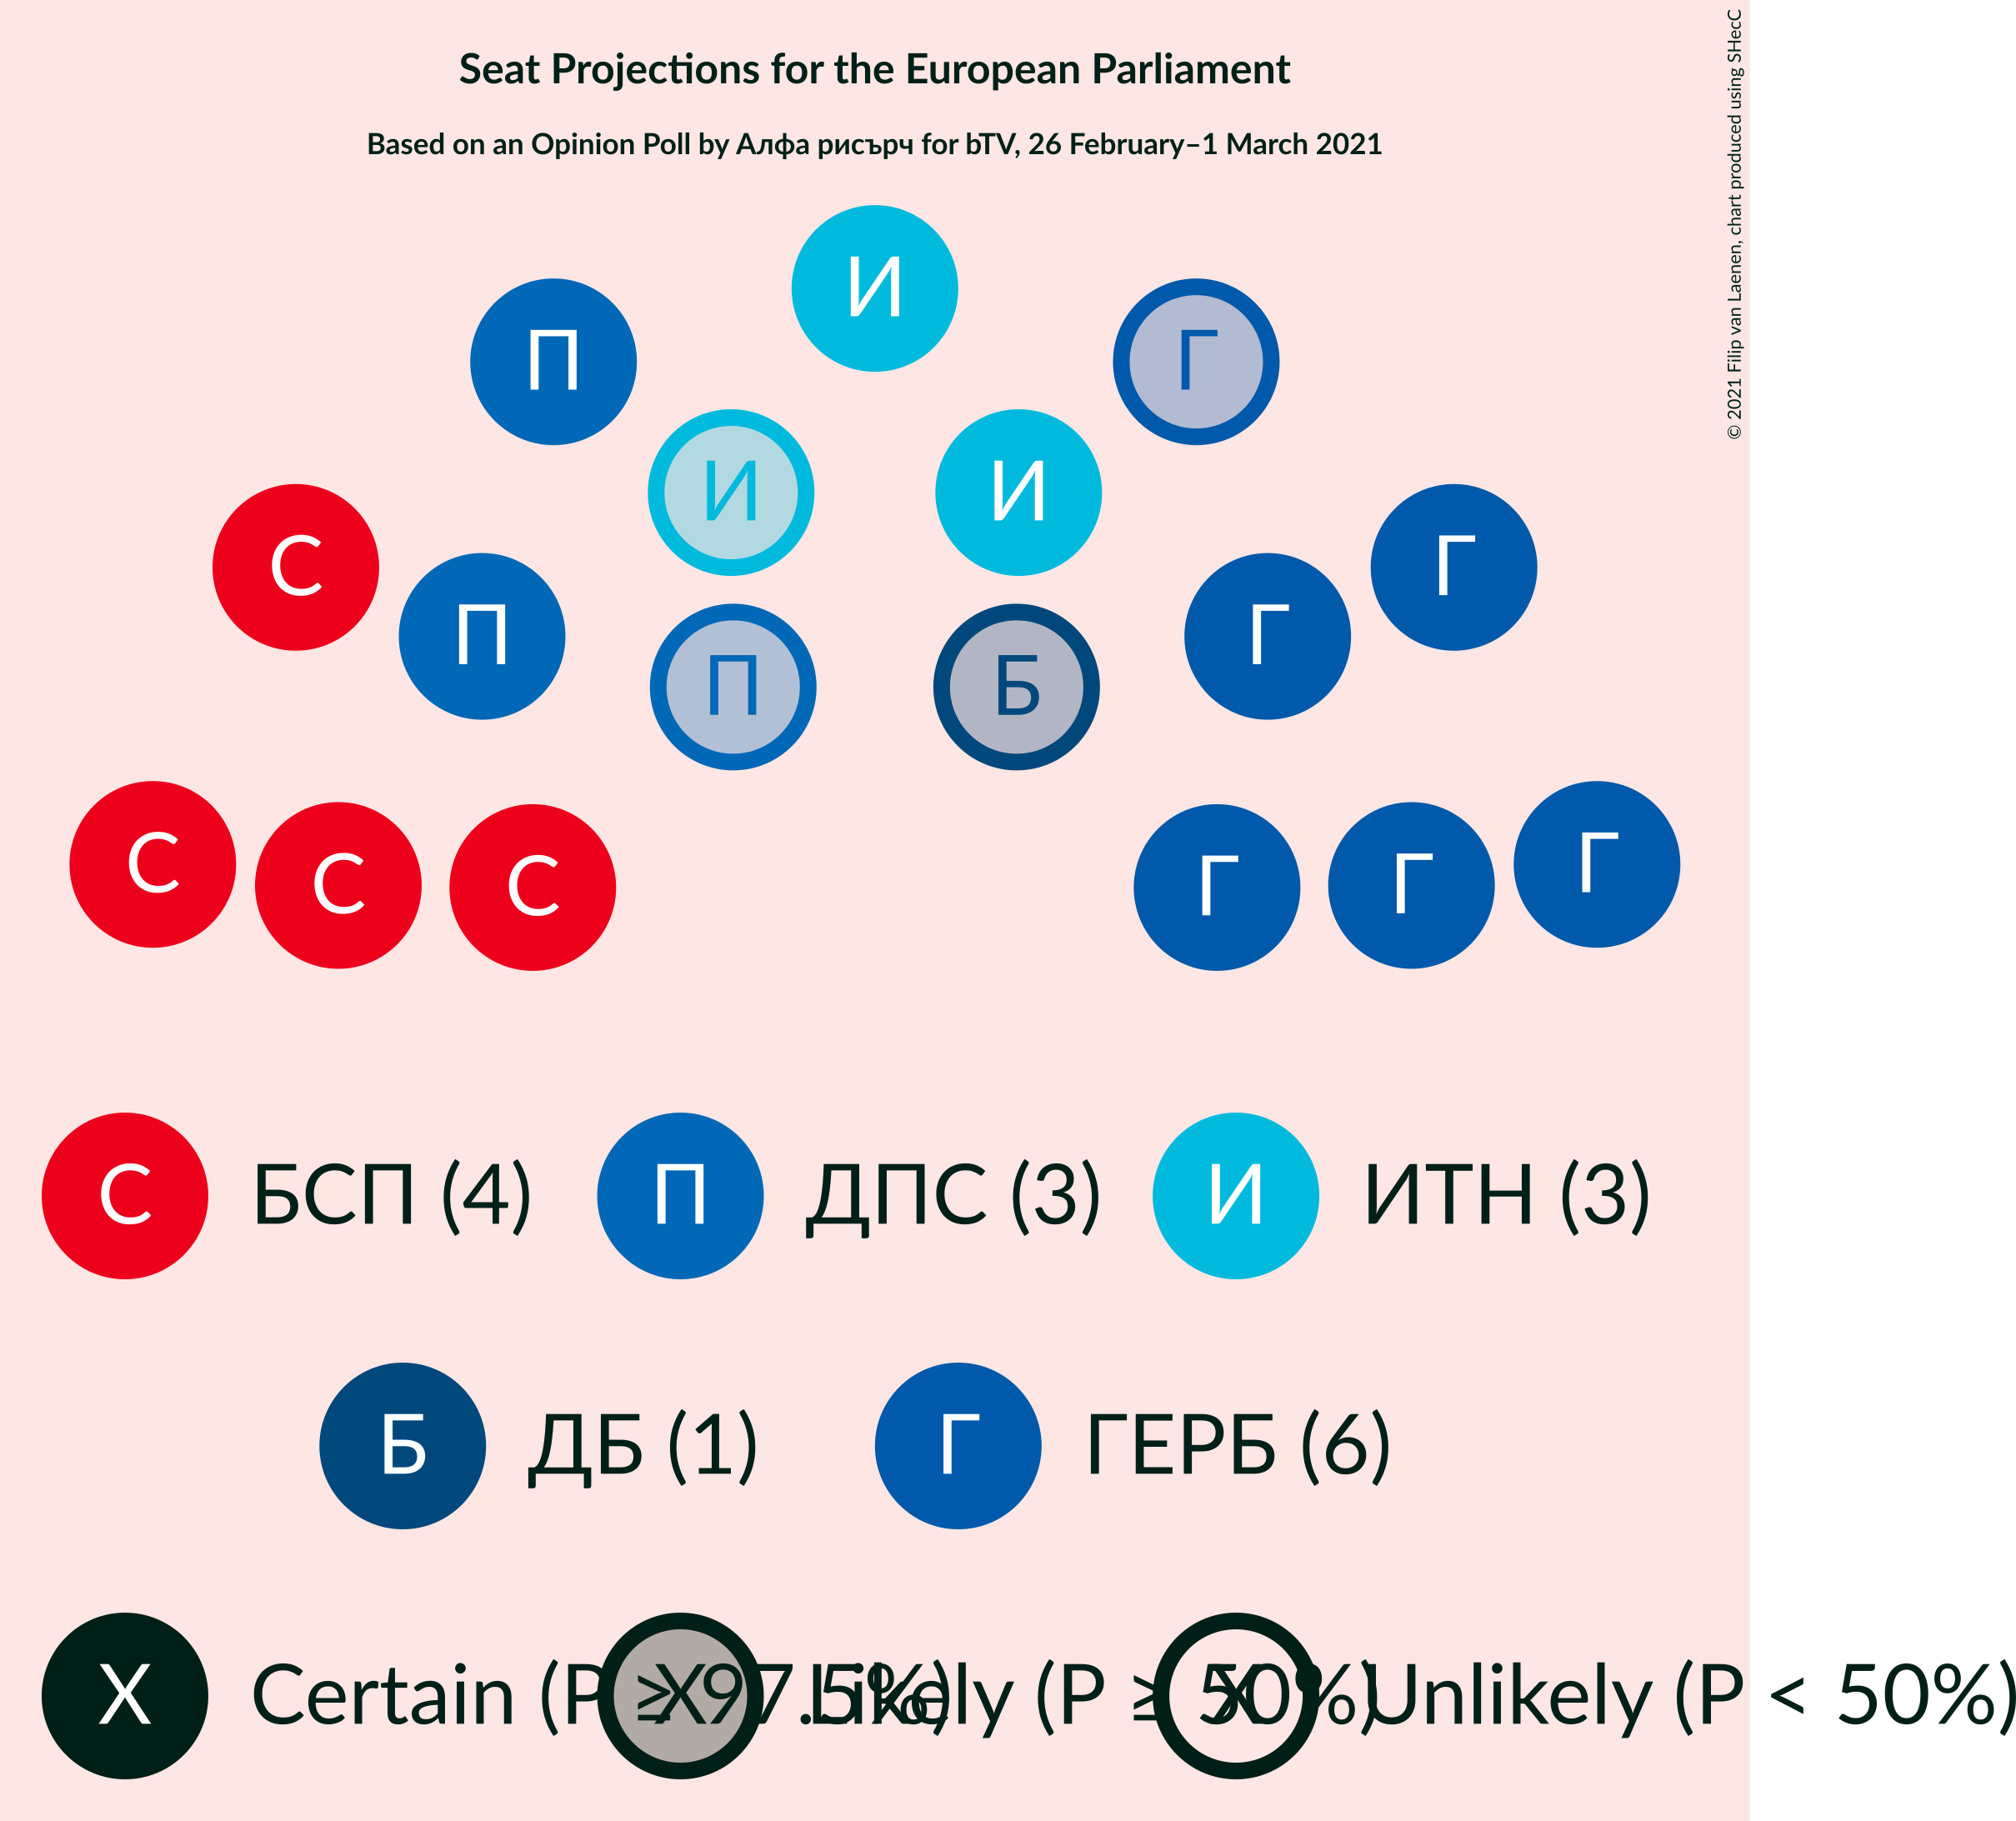 Seat Projections for the European Parliament
Based on an Opinion Poll by Алфа рисърч for bTV, 26 February–1 March 2021
© 2021 Filip van Laenen, chart produced using SHecC
И
П
Г
И
И
С
Г
П
Г
П
Б
С
С
С
Г
Г
Г
С БСП (4) П ДПС (3) И ИТН (3)
Б ДБ (1) Г ГЕРБ (6)
X Certain (P ≥ 97.5%) X Likely (P ≥ 50%) X Unlikely (P < 50%)